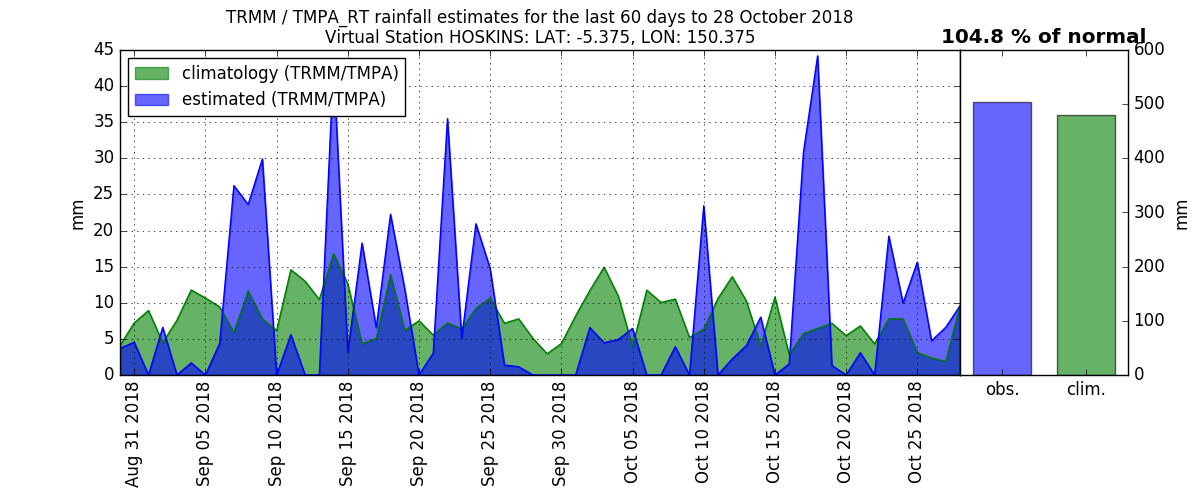 TRMM / TMPA_RT rainfall estimates for the last 60 days to 28 October 2018
Virtual Station HOSKINS: LAT: -5.375, LON: 150.375
104.8 % of normal
climatology (TRMM/TMPA)
estimated (TRMM/TMPA)
45
40
35
30
25
20
15
10
5
0
mm
Aug 31 2018
Sep 05 2018
Sep 10 2018
Sep 15 2018
Sep 20 2018
Sep 25 2018
Sep 30 2018
Oct 05 2018
Oct 10 2018
Oct 15 2018
Oct 20 2018
Oct 25 2018
obs.
clim.
600
500
400
300
200
100
0
mm